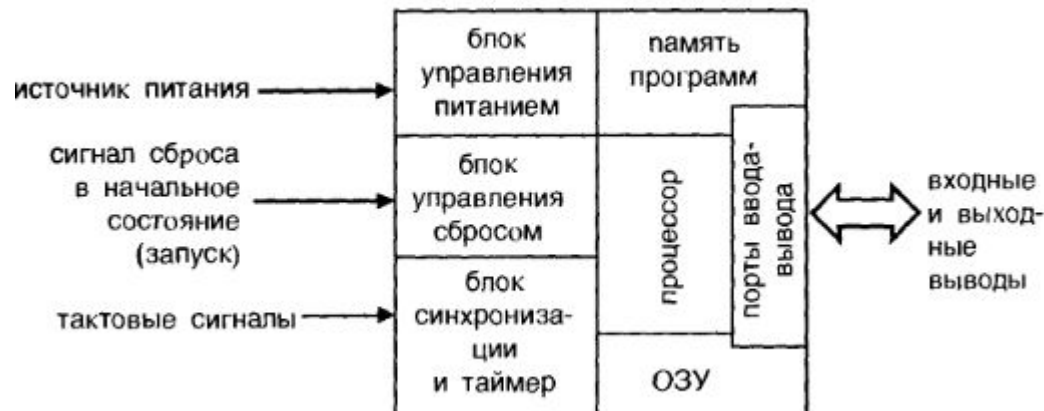 источник питания
сигнал сброса
в начальное
состояние
(запуск)
тактовые сигналы
блок
управления
питанием
блок
управления
сбросом
блок
синхрониза-
ции
и таймер
память
программ
процессор
порты ввода-
вывода
ОЗУ
входные
и выход-
ные
выводы